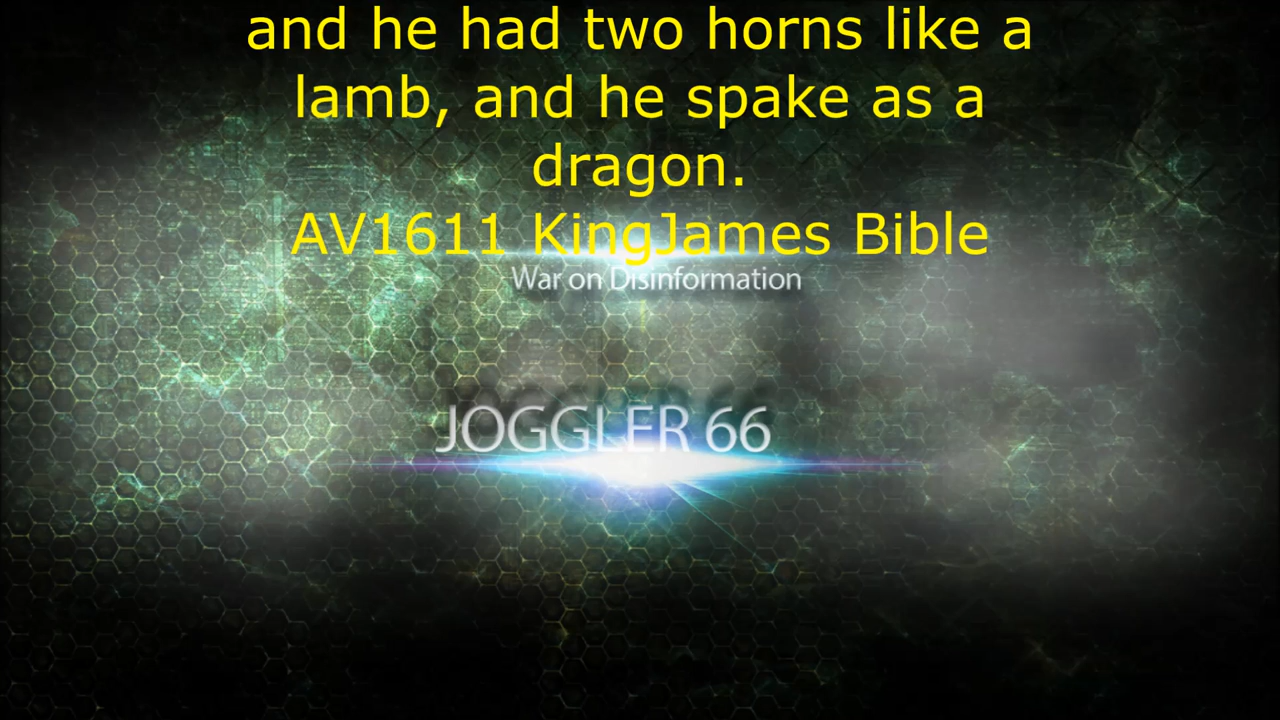 and he had two horns like a
lamb, and he spake as a
dragon.
AV1611 KingJames Bible
War on Disinformation
JOGGLER 66